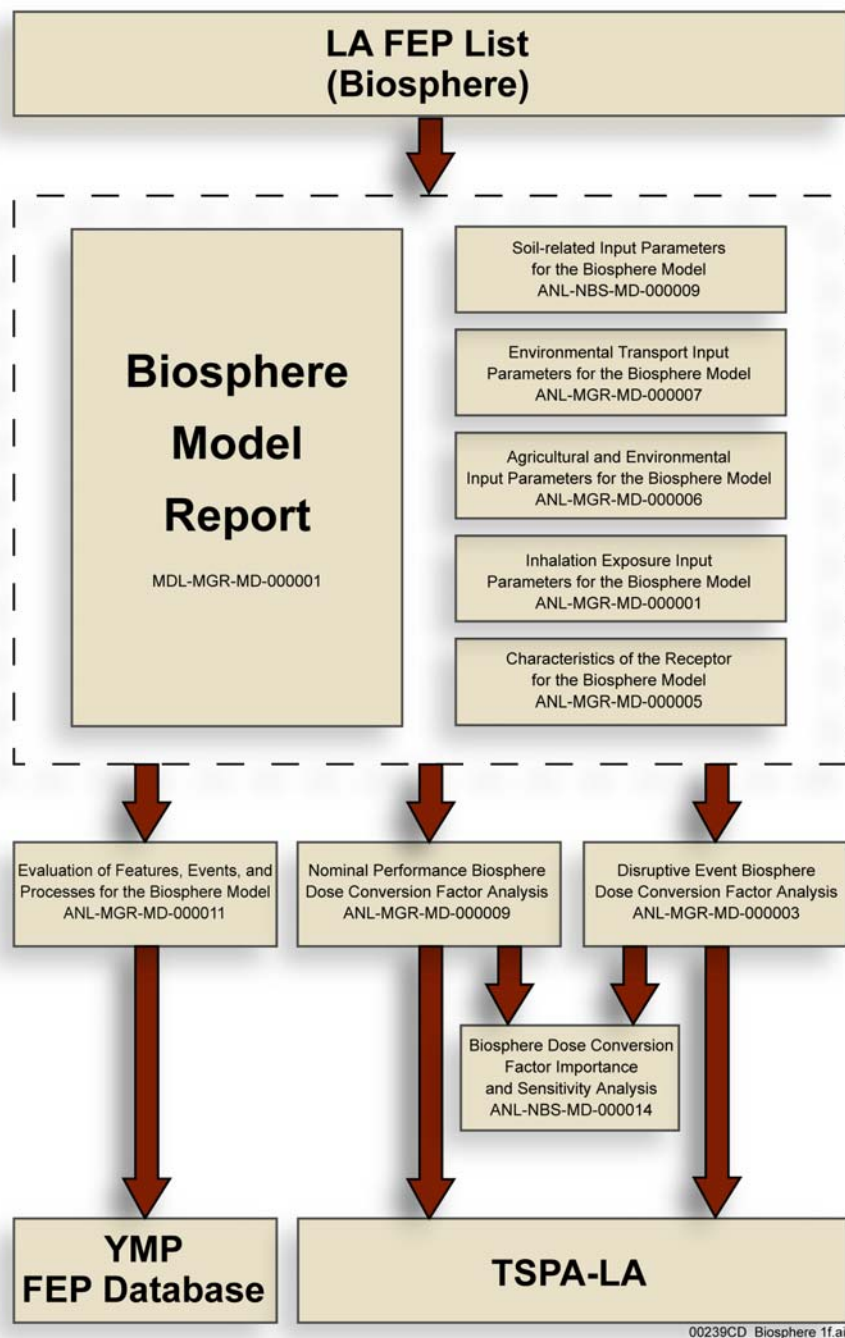 LA FEP List
(Biosphere)
Biosphere
Model
Report
MDL-MGR-MD-000001
Soil-related Input Parameters
for the Biosphere Model
ANL-NBS-MD-000009
Environmental Transport Input
Parameters for the Biosphere Model
ANL-MGR-MD-000007
Agricultural and Environmental
Input Parameters for the Biosphere Model
ANL-MGR-MD-000006
Inhalation Exposure Input
Parameters for the Biosphere Model
ANL-MGR-MD-000001
Characteristics of the Receptor
for the Biosphere Model
ANL-MGR-MD-000005
Evaluation of Features, Events, and
Processes for the Biosphere Model
ANL-MGR-MD-000011
Nominal Performance Biosphere
Dose Conversion Factor Analysis
ANL-MGR-MD-000009
Disruptive Event Biosphere
Dose Conversion Factor Analysis
ANL-MGR-MD-000003
Biosphere Dose Conversion
Factor Importance
and Sensitivity Analysis
ANL-NBS-MD-000014
YMP
FEP Database
TSPA-LA
00239CD_Biosphere 1f.ai